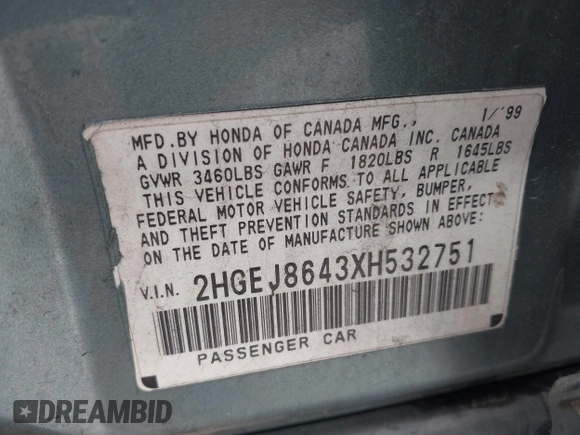 MFD.BY HONDA OF CANADA MFG., 1/'99
A DIVISION OF HONDA CANADA INC. CANADA
GVWR 3460LBS GAWR F 1820LBS R 1645LBS
THIS VEHICLE CONFORMS TO ALL APPLICABLE
FEDERAL MOTOR VEHICLE SAFETY, BUMPER,
AND THEFT PREVENTION STANDARDS IN EFFECT
ON THE DATE OF MANUFACTURE SHOWN ABOVE:
V.I.N. 2HGEJ8643XH532751
PASSENGER CAR
DREAMBID